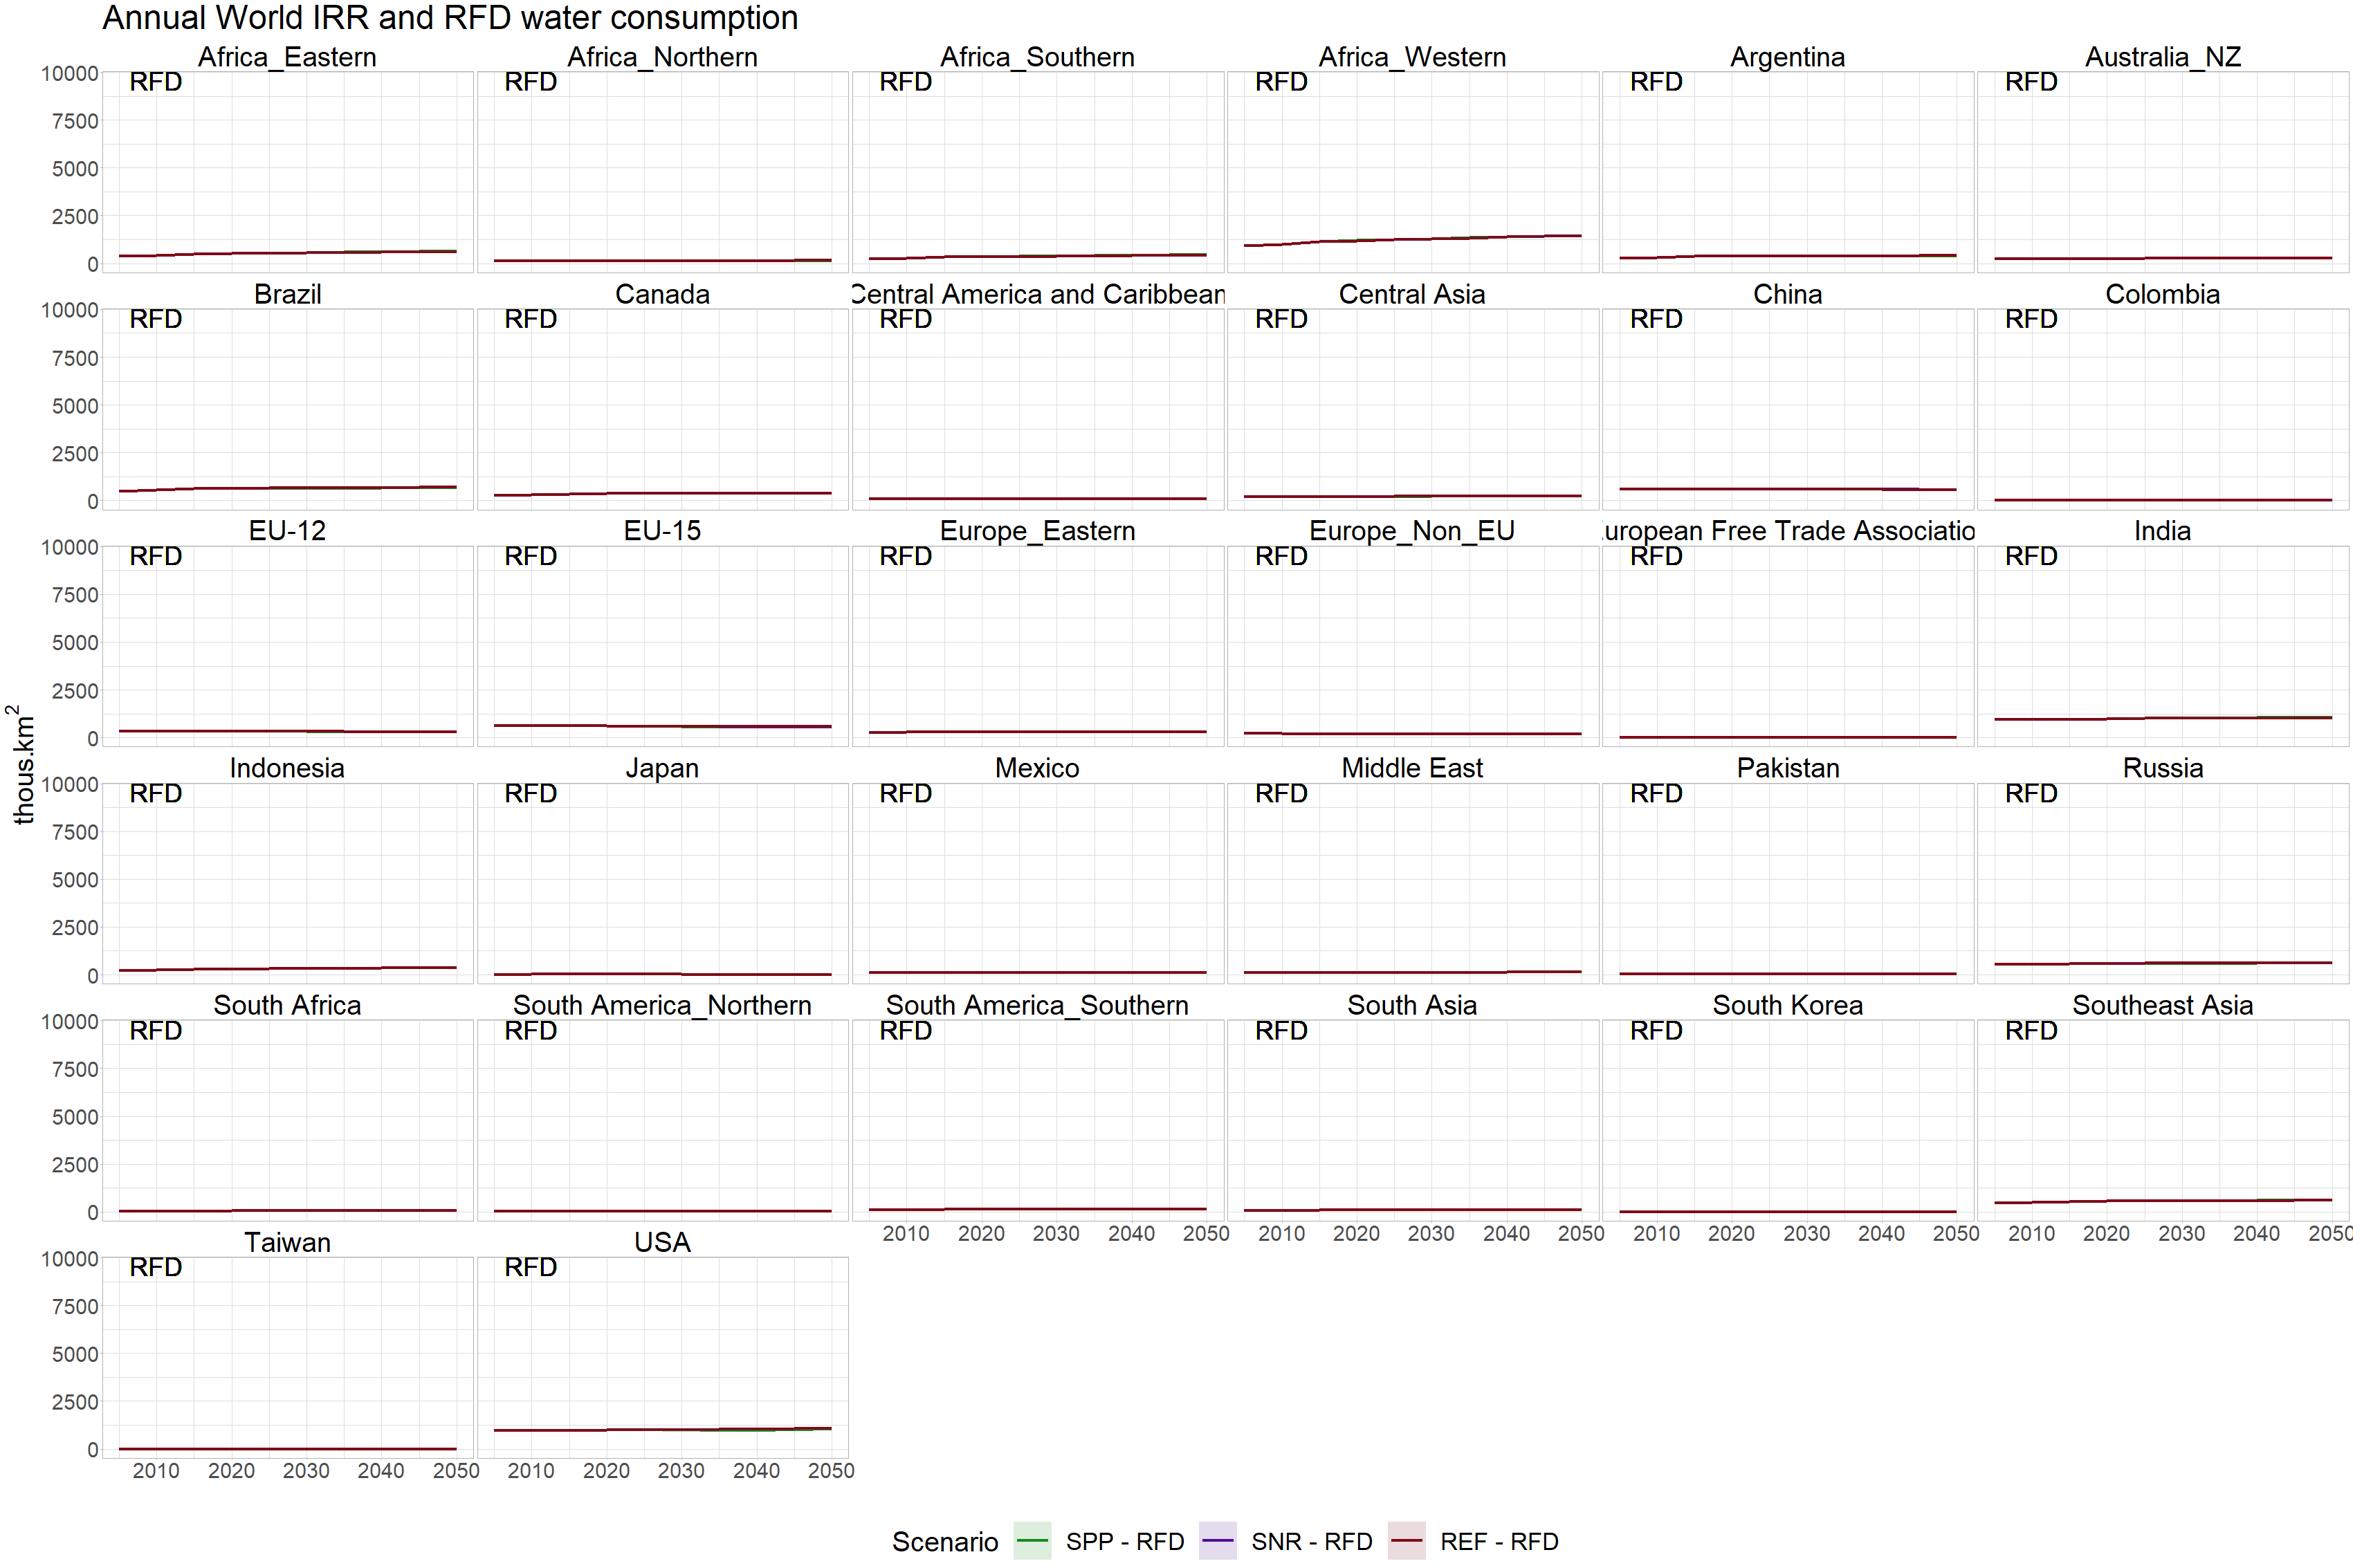 Annual World IRR and RFD water consumption
Africa_Eastern Africa_Northern Africa_Southern Africa_Western Argentina Australia_NZ
10000 RFD RFD RFD RFD RFD RFD
7500
5000
2500
0
Brazil Canada Central America and Caribbean Central Asia China Colombia
10000 RFD RFD RFD RFD RFD RFD
7500
5000
2500
0
EU-12 EU-15 Europe_Eastern Europe_Non_EU uropean Free Trade Associatio India
10000 RFD RFD RFD RFD RFD RFD
7500
5000
2500
0
thous.km²
Indonesia Japan Mexico Middle East Pakistan Russia
10000 RFD RFD RFD RFD RFD RFD
7500
5000
2500
0
South Africa South America_Northern South America_Southern South Asia South Korea Southeast Asia
10000 RFD RFD RFD RFD RFD RFD
7500
5000
2500
0
2010 2020 2030 2040 2050 2010 2020 2030 2040 2050 2010 2020 2030 2040 2050 2010 2020 2030 2040 2050
Taiwan USA
10000 RFD RFD
7500
5000
2500
0
2010 2020 2030 2040 2050 2010 2020 2030 2040 2050
Scenario SPP - RFD SNR - RFD REF - RFD